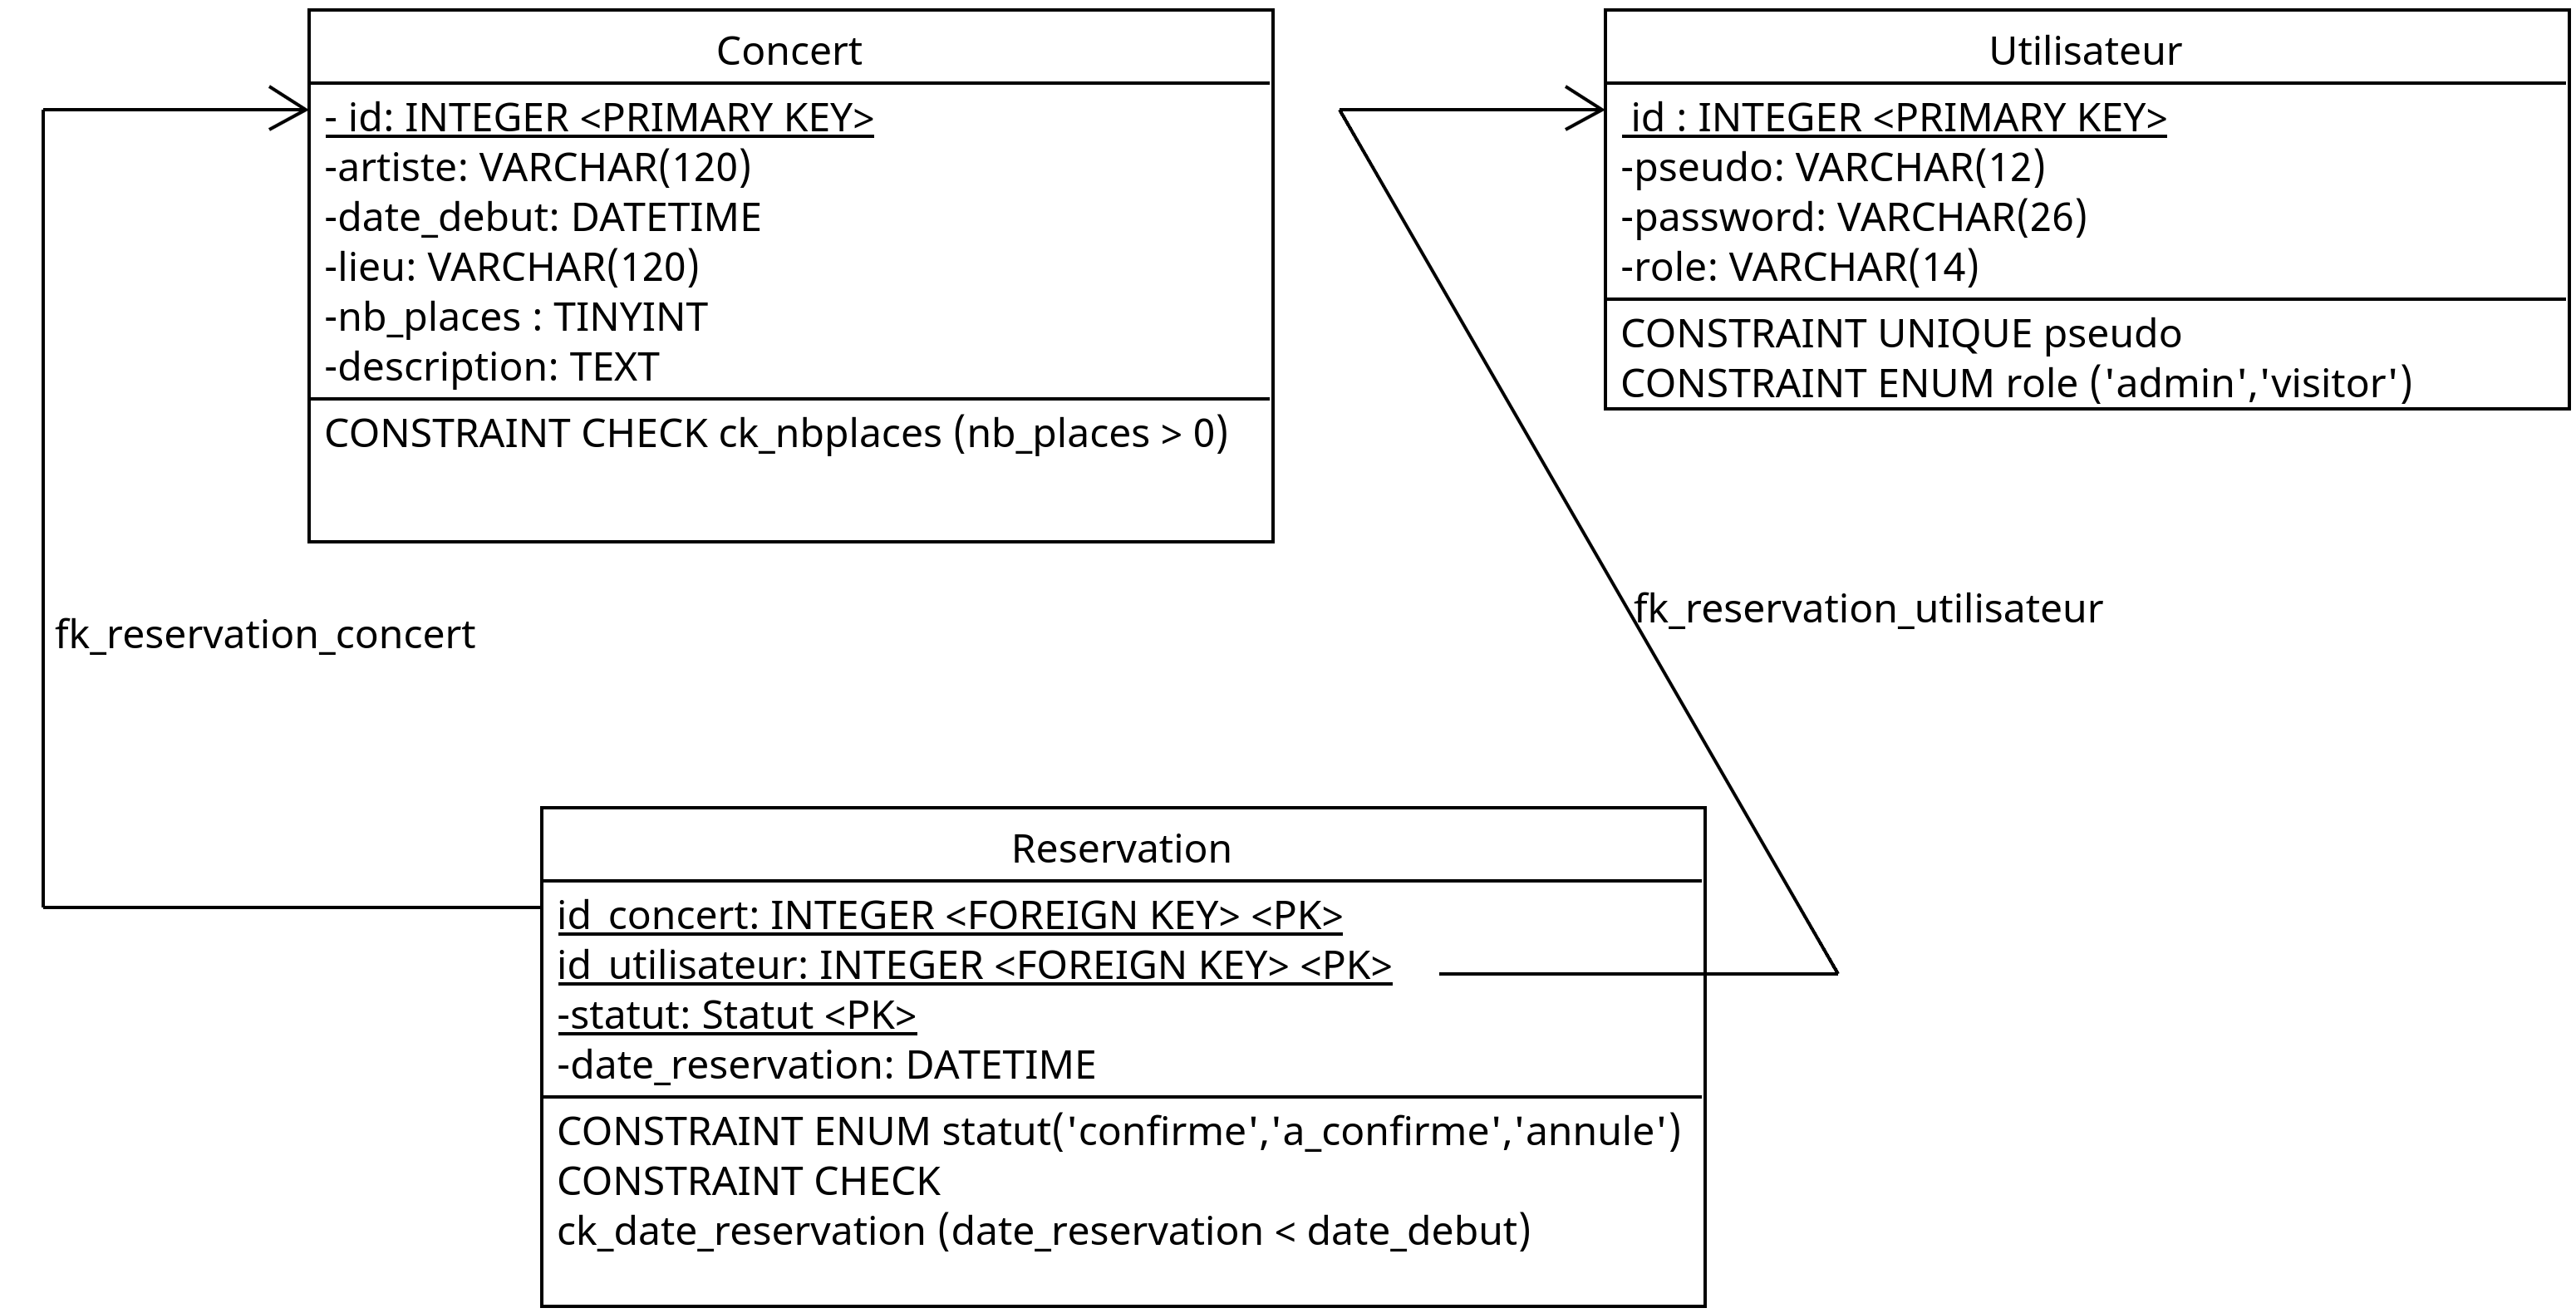 Concert
- id: INTEGER <PRIMARY KEY>
-artiste: VARCHAR(120)
-date_debut: DATETIME
-lieu: VARCHAR(120)
-nb_places : TINYINT
-description: TEXT
CONSTRAINT CHECK ck_nbplaces (nb_places > 0)
Utilisateur
id : INTEGER <PRIMARY KEY>
-pseudo: VARCHAR(12)
-password: VARCHAR(26)
-role: VARCHAR(14)
CONSTRAINT UNIQUE pseudo
CONSTRAINT ENUM role ('admin','visitor')
fk_reservation_concert
fk_reservation_utilisateur
Reservation
id_concert: INTEGER <FOREIGN KEY> <PK>
id_utilisateur: INTEGER <FOREIGN KEY> <PK>
-statut: Statut <PK>
-date_reservation: DATETIME
CONSTRAINT ENUM statut('confirme','a_confirme','annule')
CONSTRAINT CHECK
ck_date_reservation (date_reservation < date_debut)